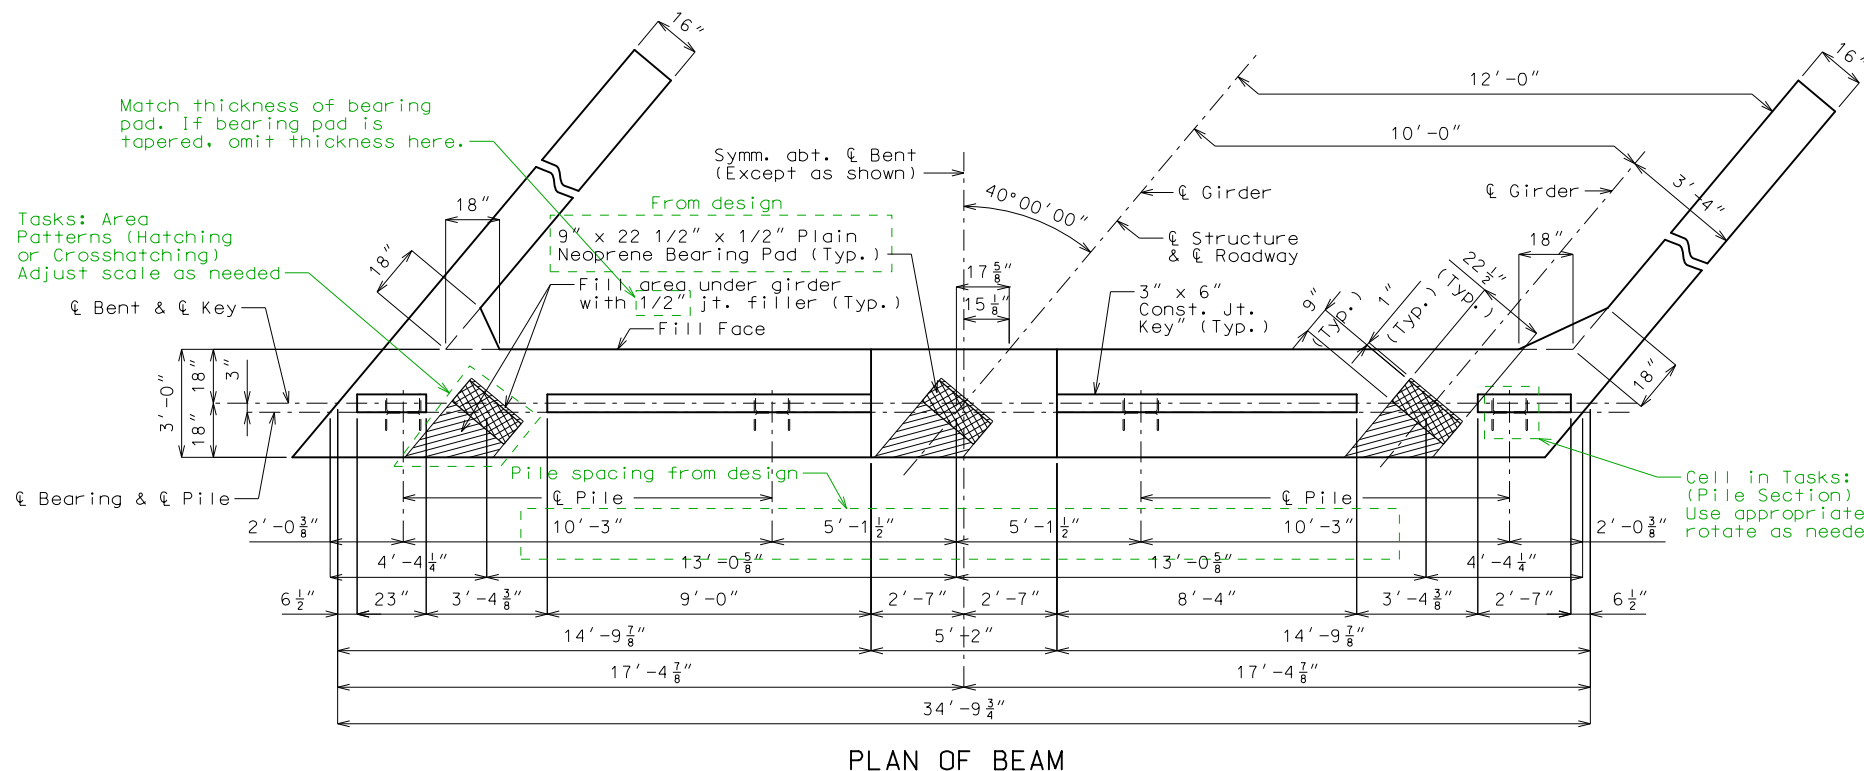 16"
16"
12'-0"
Match thickness of bearing
pad. If bearing pad is
tapered, omit thickness here.
10'-0"
Symm. abt. ℄ Bent
(Except as shown)
40°00'00"
℄ Girder
℄ Girder
3'-4"
From design
18"
Tasks: Area
Patterns (Hatching
or Crosshatching)
Adjust scale as needed
9" x 22 1/2" x 1/2" Plain
Neoprene Bearing Pad (Typ.)
℄ Structure
& ℄ Roadway
18"
18"
17 5/8"
22 1/2"
(Typ.)
Fill area under girder
with 1/2" jt. filler (Typ.)
3" x 6"
Const. Jt.
Key" (Typ.)
9"
(Typ.)
1"
(Typ.)
15 1/8"
℄ Bent & ℄ Key
Fill Face
18"
3"
3'-0"
18"
18"
Pile spacing from design
Cell in Tasks:
(Pile Section)
Use appropriate
rotate as neede
℄ Bearing & ℄ Pile
℄ Pile
℄ Pile
2'-0 3/8"
10'-3"
5'-1 1/2"
5'-1 1/2"
10'-3"
2'-0 3/8"
4'-4 1/4"
13'-0 5/8"
13'-0 5/8"
4'-4 1/4"
6 1/2"
23"
3'-4 3/8"
9'-0"
2'-7"
2'-7"
8'-4"
3'-4 3/8"
2'-7"
6 1/2"
14'-9 7/8"
5'-2"
14'-9 7/8"
17'-4 7/8"
17'-4 7/8"
34'-9 3/4"
PLAN OF BEAM